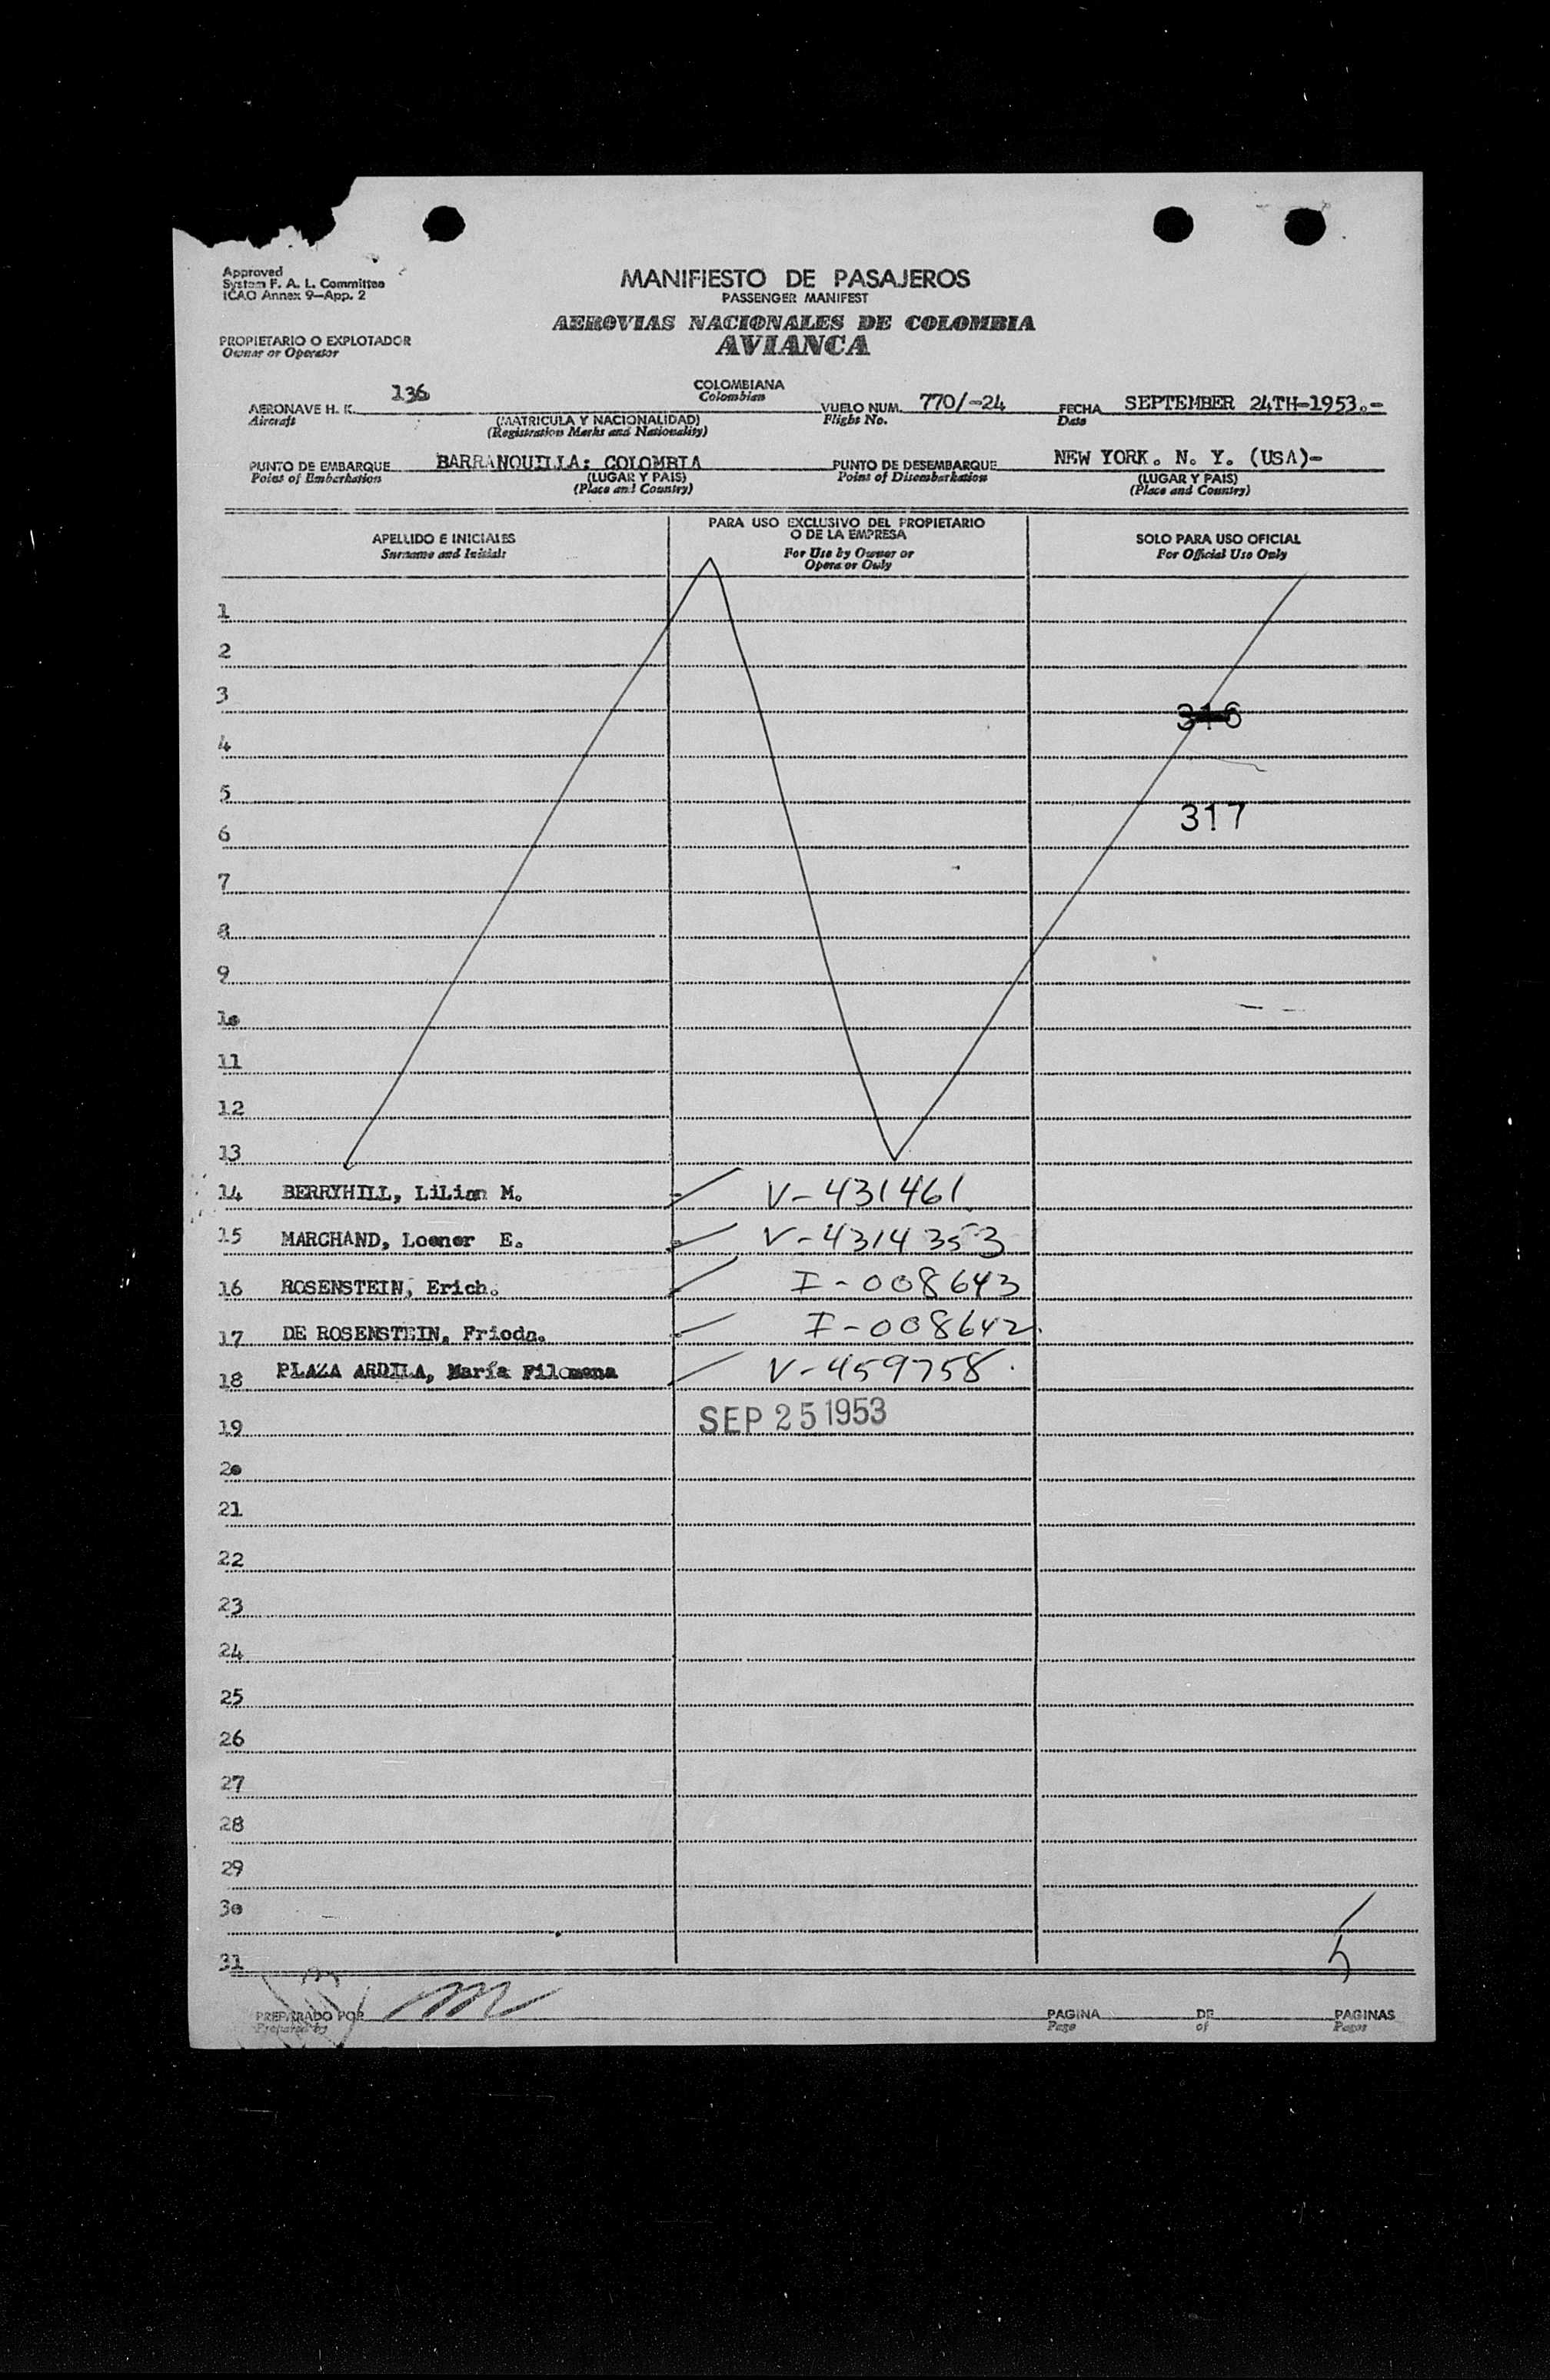 Approved
System F. A. L. Committee
ICAO Annex 9—App. 2
MANIFIESTO DE PASAJEROS
PASSENGER MANIFEST
AEROVIAS NACIONALES DE COLOMBIA
AVIANCA
PROPIETARIO O EXPLOTADOR
Owner or Operator
AERONAVE H. K. 136 COLOMBIANA VUELO NUM. 770/-24 FECHA SEPTEMBER 24TH-1953.-
Aircraft Colombian Flight No. Date
(MATRICULA Y NACIONALIDAD)
(Registration Marks and Nationality)
PUNTO DE EMBARQUE BARRANQUILLA: COLOMBIA PUNTO DE DESEMBARQUE NEW YORK. N. Y. (USA)-
Point of Embarkation (LUGAR Y PAIS) Point of Disembarkation (LUGAR Y PAIS)
(Place and Country) (Place and Country)
APELLIDO E INICIALES PARA USO EXCLUSIVO DEL PROPIETARIO O DE LA EMPRESA SOLO PARA USO OFICIAL
Surname and Initials For Use by Owner or Operator Only For Official Use Only
1
2
3
316
4
5
317
6
7
8
9
10
11
12
13
14 BERRYHILL, LiLian M. V-431461
15 MARCHAND, Loener E. V-4314353
16 ROSENSTEIN, Erich. I-008643
17 DE ROSENSTEIN, Frieda. I-008642.
18 PLAZA ARDILA, María Filomena V-459758.
19 SEP 25 1953
20
21
22
23
24
25
26
27
28
29
30
31 5
PREPARADO POR PAGINA DE PAGINAS
Prepared by Page of Pages